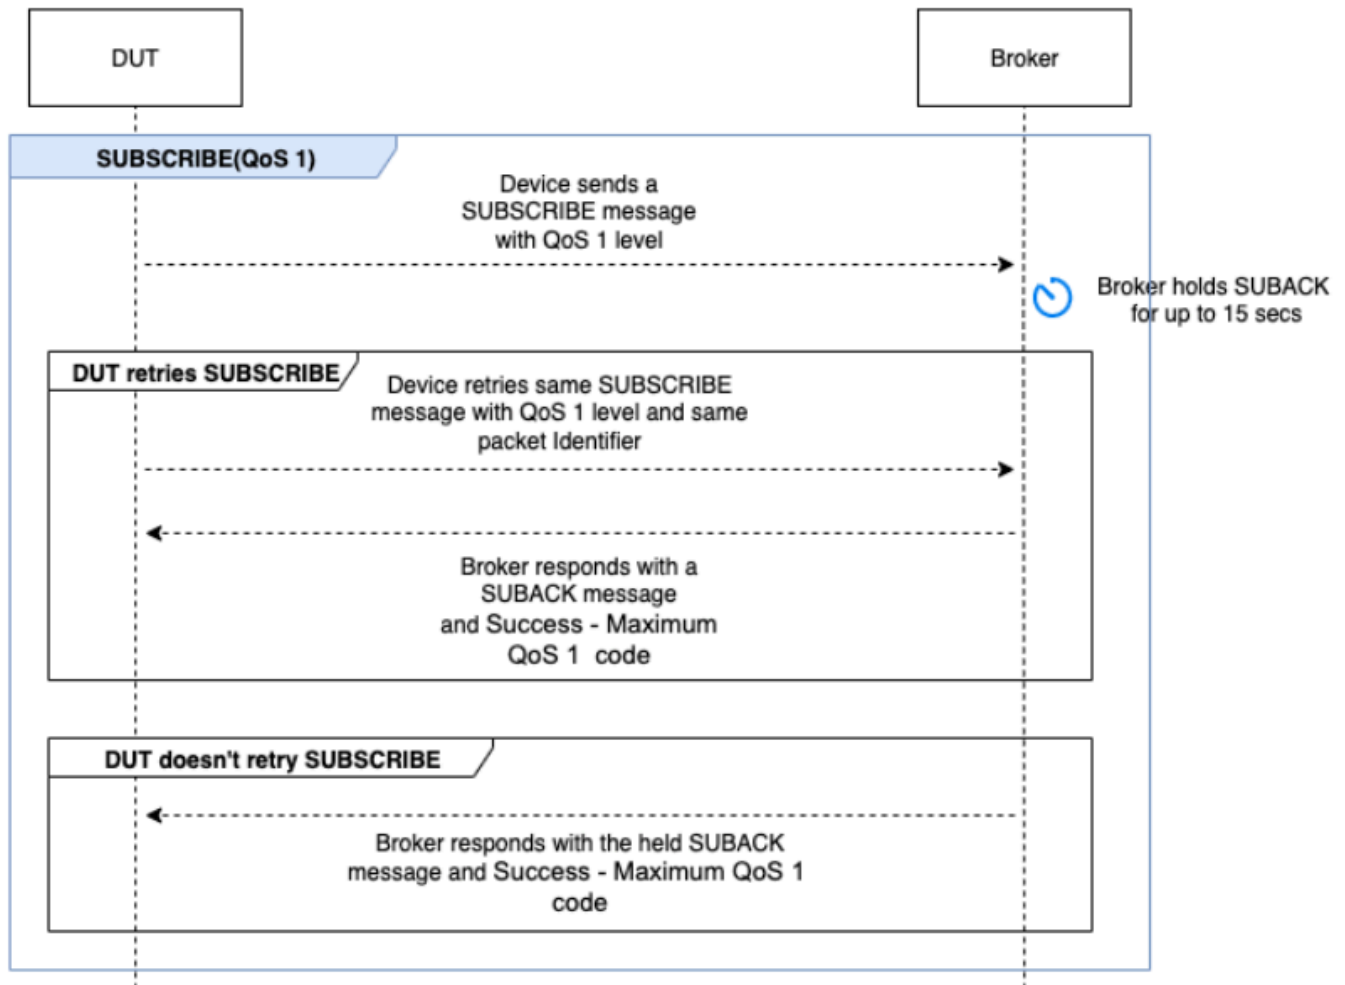 DUT
Broker
SUBSCRIBE(QoS 1)
Device sends a
SUBSCRIBE message
with QoS 1 level
Broker holds SUBACK
for up to 15 secs
DUT retries SUBSCRIBE
Device retries same SUBSCRIBE
message with QoS 1 level and same
packet Identifier
Broker responds with a
SUBACK message
and Success - Maximum
QoS 1 code
DUT doesn't retry SUBSCRIBE
Broker responds with the held SUBACK
message and Success - Maximum QoS 1
code